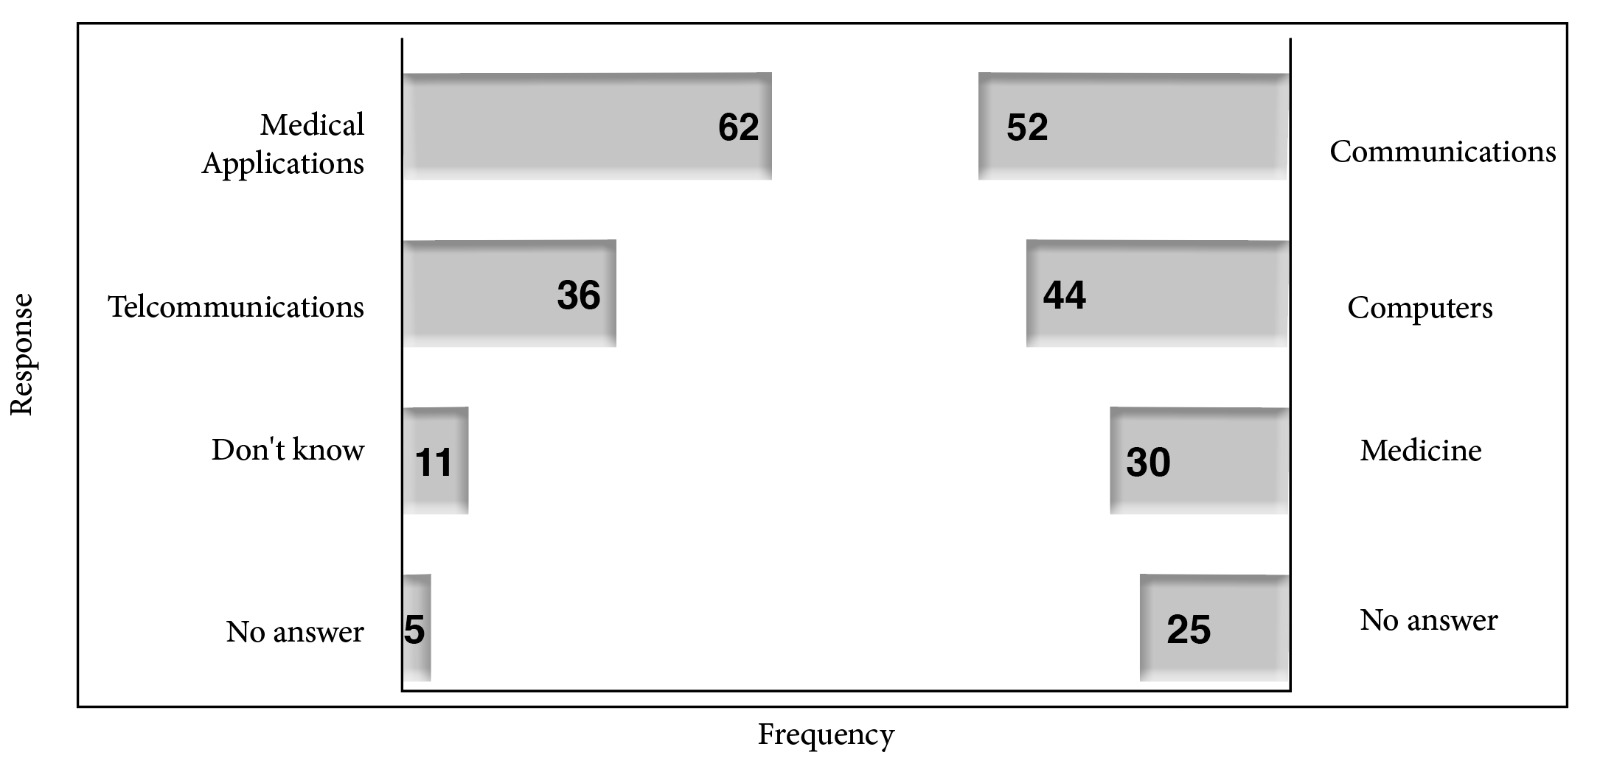 Medical
Applications
62
52
Communications
Telcommunications
36
44
Computers
Response
Don't know
11
30
Medicine
No answer
5
25
No answer
Frequency